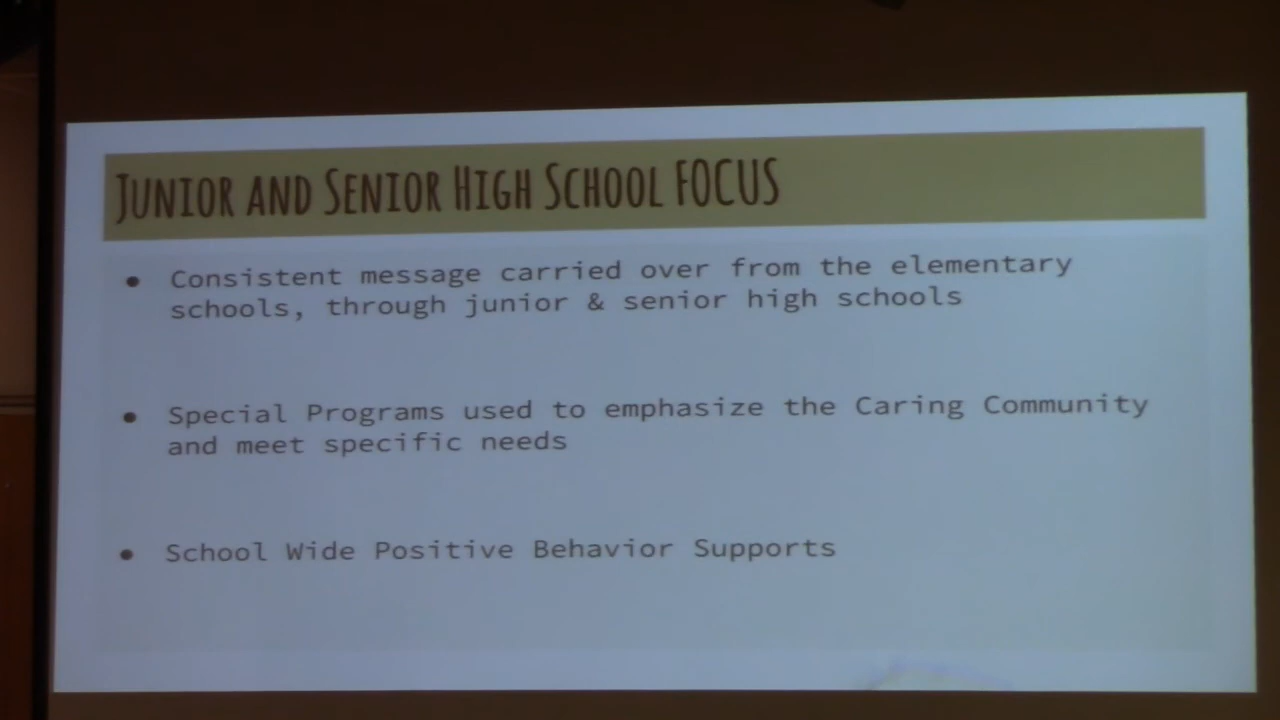 Junior and Senior High School FOCUS
● Consistent message carried over from the elementary
schools, through junior & senior high schools
● Special Programs used to emphasize the Caring Community
and meet specific needs
● School Wide Positive Behavior Supports